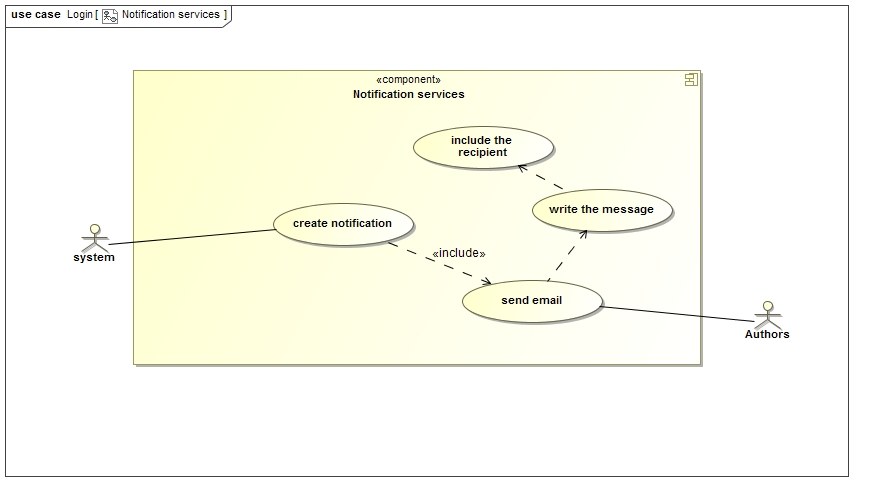 use case Login [ Notification services ]
«component»
Notification services
include the
recipient
write the message
create notification
«include»
system
send email
Authors